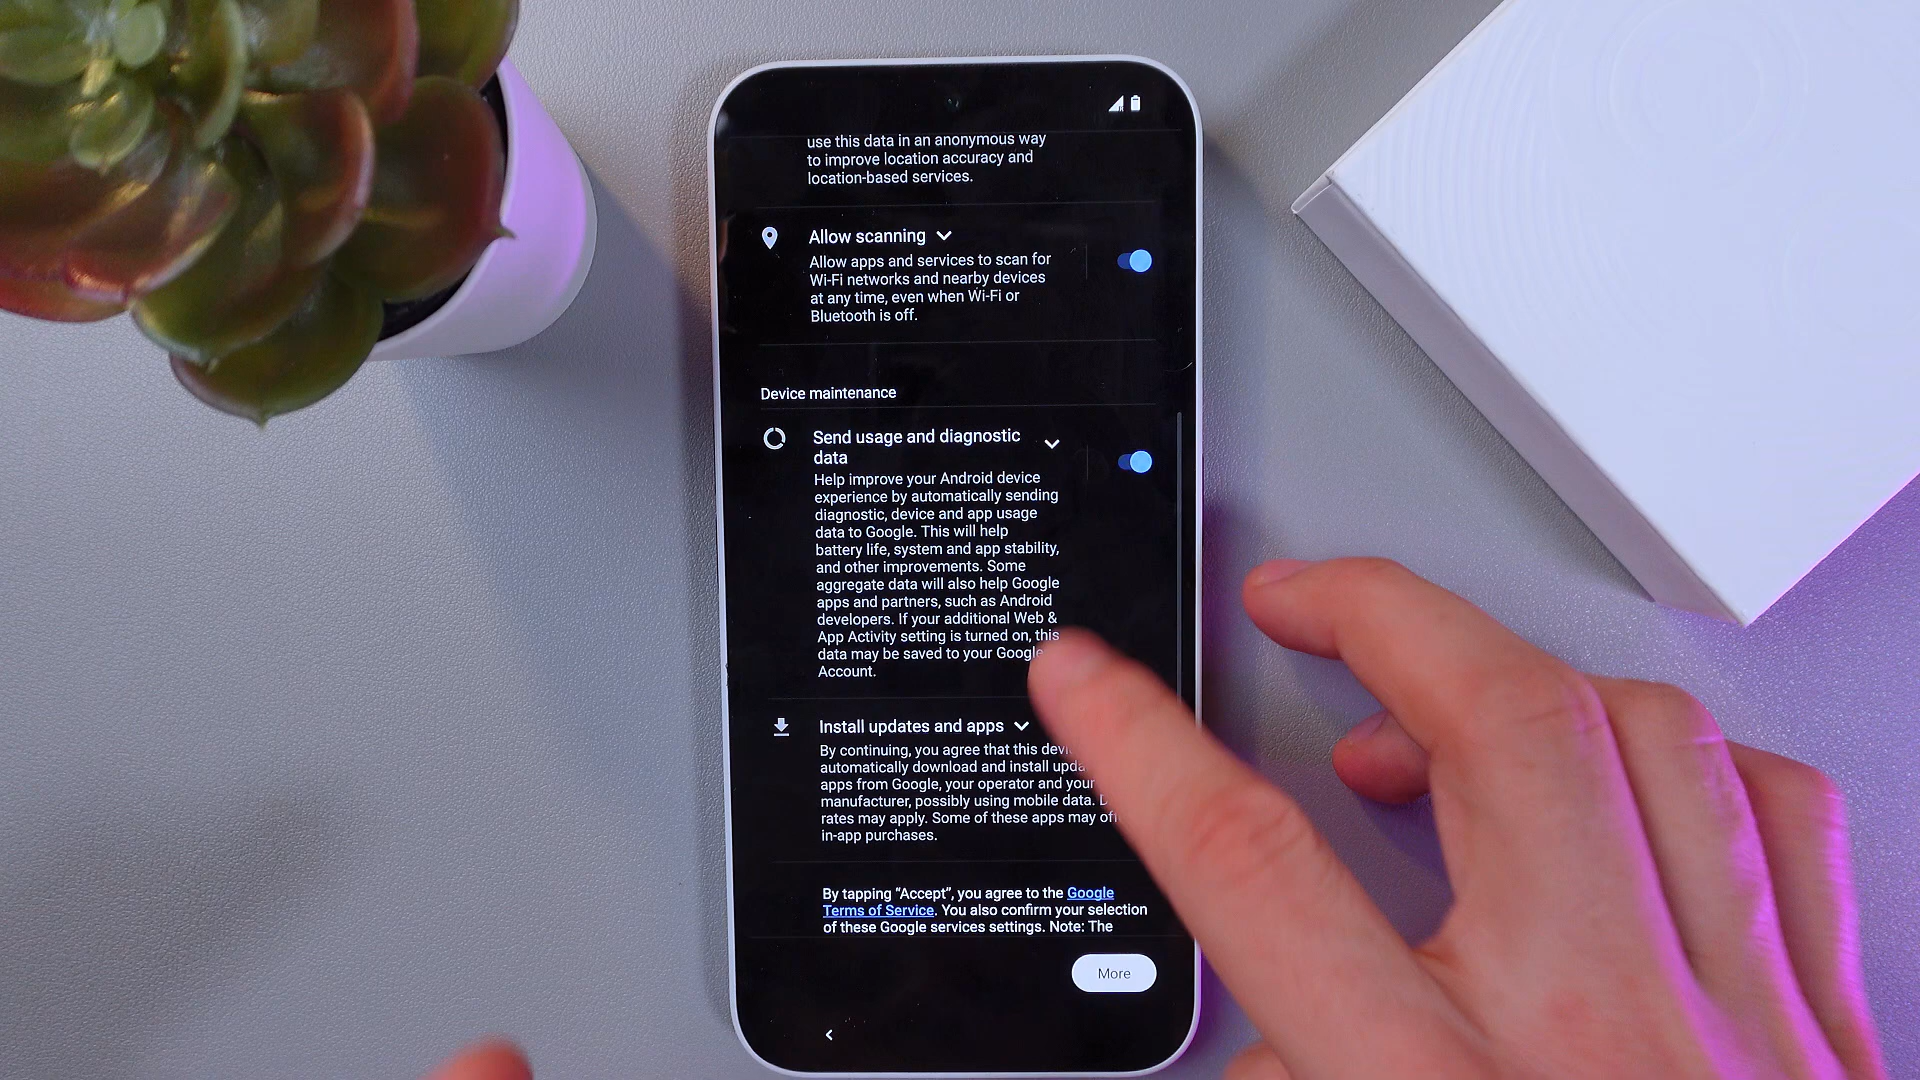 use this data in an anonymous way
to improve location accuracy and
location-based services.
Allow scanning
Allow apps and services to scan for
Wi-Fi networks and nearby devices
at any time, even when Wi-Fi or
Bluetooth is off.
Device maintenance
Send usage and diagnostic
data
Help improve your Android device
experience by automatically sending
diagnostic, device and app usage
data to Google. This will help
battery life, system and app stability,
and other improvements. Some
aggregate data will also help Google
apps and partners, such as Android
developers. If your additional Web &
App Activity setting is turned on, this
data may be saved to your Google
Account.
Install updates and apps
By continuing, you agree that this
automatically download and install
apps from Google, your operator and your
manufacturer, possibly using mobile data.
rates may apply. Some of these apps may
in-app purchases.
By tapping “Accept”, you agree to the Google
Terms of Service. You also confirm your selection
of these Google services settings. Note: The
More